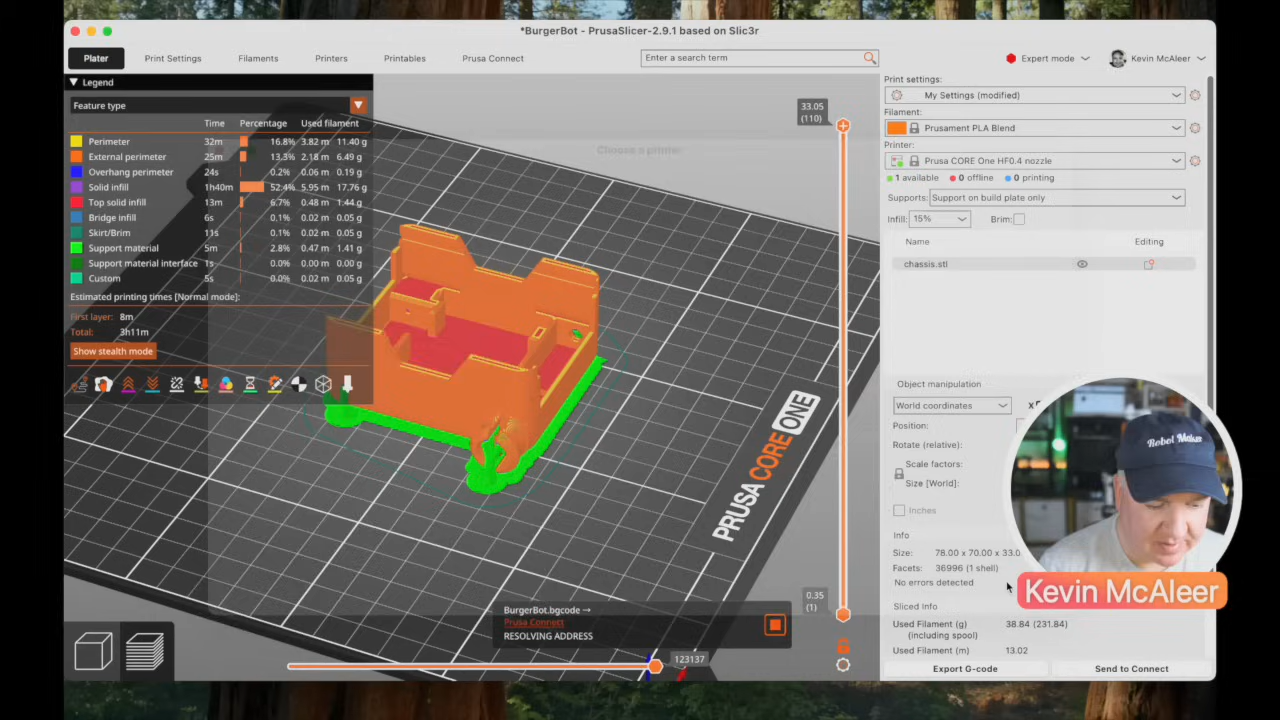 *BurgerBot - PrusaSlicer-2.9.1 based on Slic3r
Plater Print Settings Filaments Printers Printables Prusa Connect Enter a search term Expert mode Kevin McAleer
Legend
Feature type
Time Percentage Used filament
Perimeter 32m 16.8% 3.82 m 11.40 g
External perimeter 25m 13.3% 2.18 m 6.49 g
Overhang perimeter 24s 0.2% 0.06 m 0.19 g
Solid infill 1h40m 52.4% 5.95 m 17.76 g
Top solid infill 13m 6.7% 0.48 m 1.44 g
Bridge infill 6s 0.1% 0.02 m 0.05 g
Skirt/Brim 11s 0.1% 0.02 m 0.05 g
Support material 5m 2.8% 0.47 m 1.41 g
Support material interface 1s 0.0% 0.00 m 0.00 g
Custom 5s 0.0% 0.02 m 0.05 g
Estimated printing times [Normal mode]:
First layer: 8m
Total: 3h11m
Show stealth mode
Choose a printer
33.05
(110)
PRUSA CORE ONE
0.35
(1)
BurgerBot.bgcode →
Prusa Connect
RESOLVING ADDRESS
123137
Print settings:
My Settings (modified)
Filament:
Prusament PLA Blend
Printer:
Prusa CORE One HF0.4 nozzle
1 available 0 offline 0 printing
Supports: Support on build plate only
Infill: 15% Brim:
Name Editing
chassis.stl
Object manipulation
World coordinates
Position:
Rotate (relative):
Scale factors:
Size [World]:
Inches
Info
Size: 78.00 x 70.00 x 33.0
Facets: 36996 (1 shell)
No errors detected
Sliced Info
Used Filament (g) 38.84 (231.84)
(including spool)
Used Filament (m) 13.02
Export G-code Send to Connect
Kevin McAleer